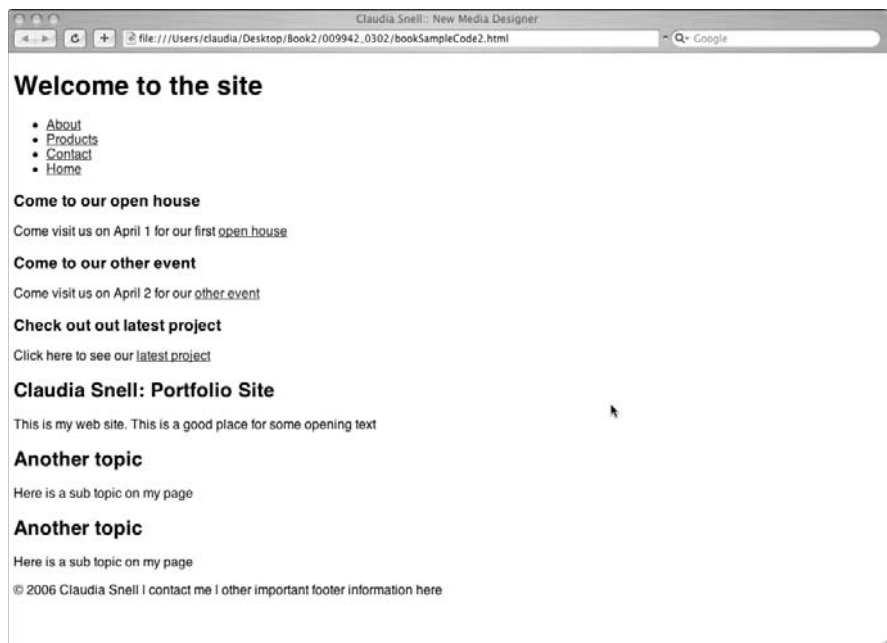 Claudia Snell:: New Media Designer
file:///Users/claudia/Desktop/Book2/009942_0302/bookSampleCode2.html
Google
Welcome to the site
About
Products
Contact
Home
Come to our open house
Come visit us on April 1 for our first open house
Come to our other event
Come visit us on April 2 for our other event
Check out out latest project
Click here to see our latest project
Claudia Snell: Portfolio Site
This is my web site. This is a good place for some opening text
Another topic
Here is a sub topic on my page
Another topic
Here is a sub topic on my page
© 2006 Claudia Snell | contact me | other important footer information here